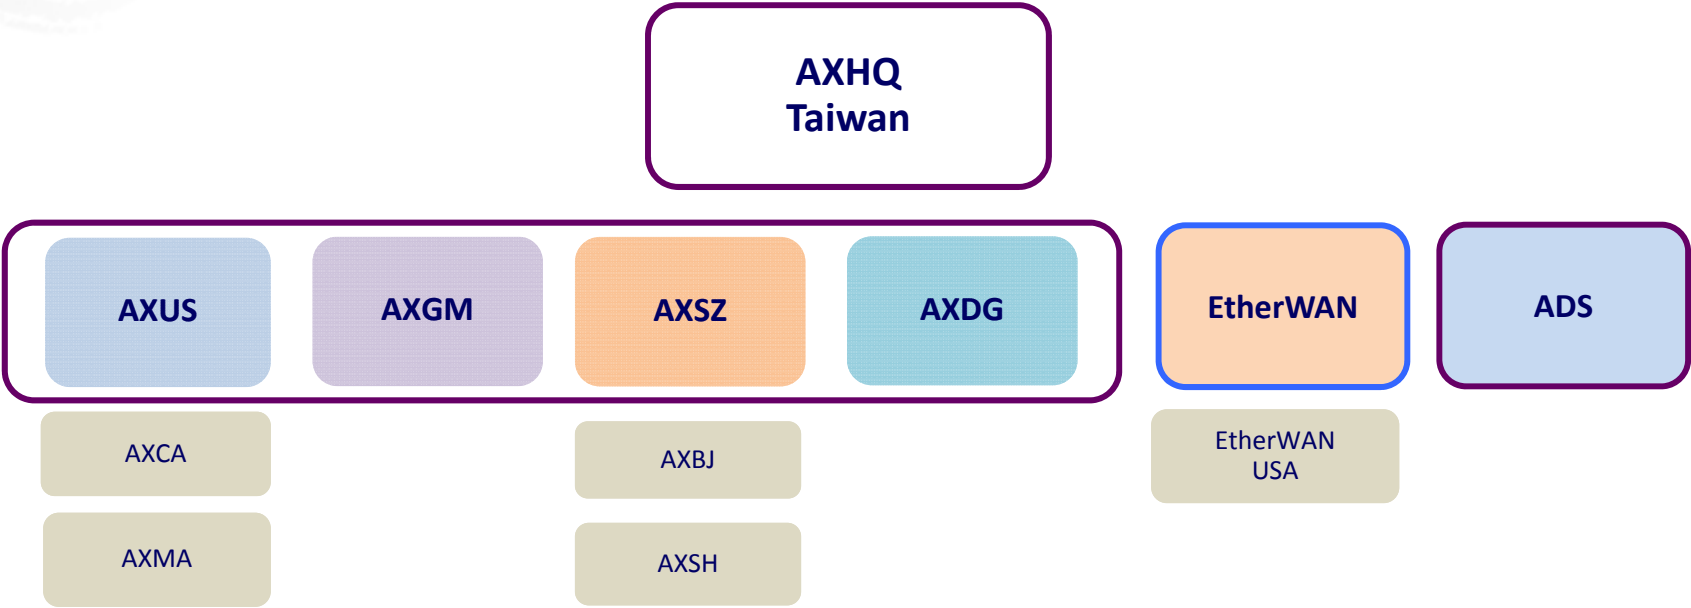 AXHQ
Taiwan
AXUS
AXGM
AXSZ
AXDG
EtherWAN
ADS
AXCA
AXBJ
EtherWAN
USA
AXMA
AXSH